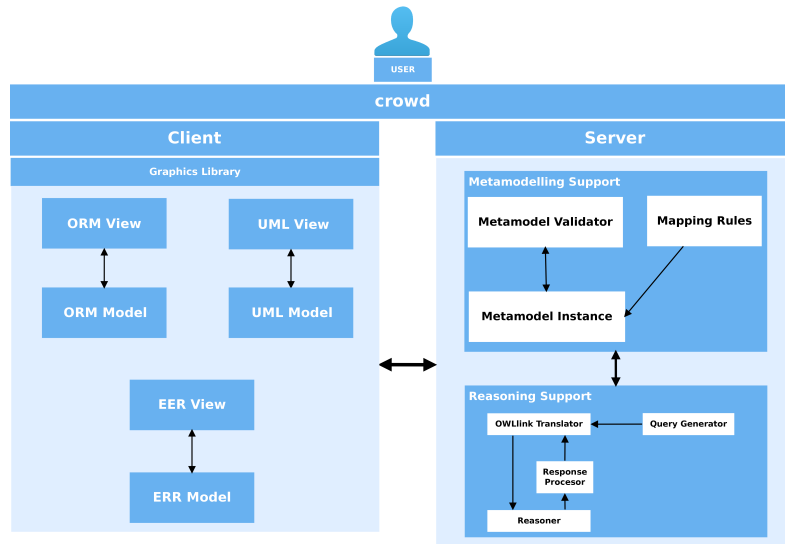 USER
crowd
Client
Graphics Library
ORM View
UML View
ORM Model
UML Model
EER View
ERR Model
Server
Metamodelling Support
Metamodel Validator
Mapping Rules
Metamodel Instance
Reasoning Support
OWLlink Translator
Query Generator
Response
Procesor
Reasoner